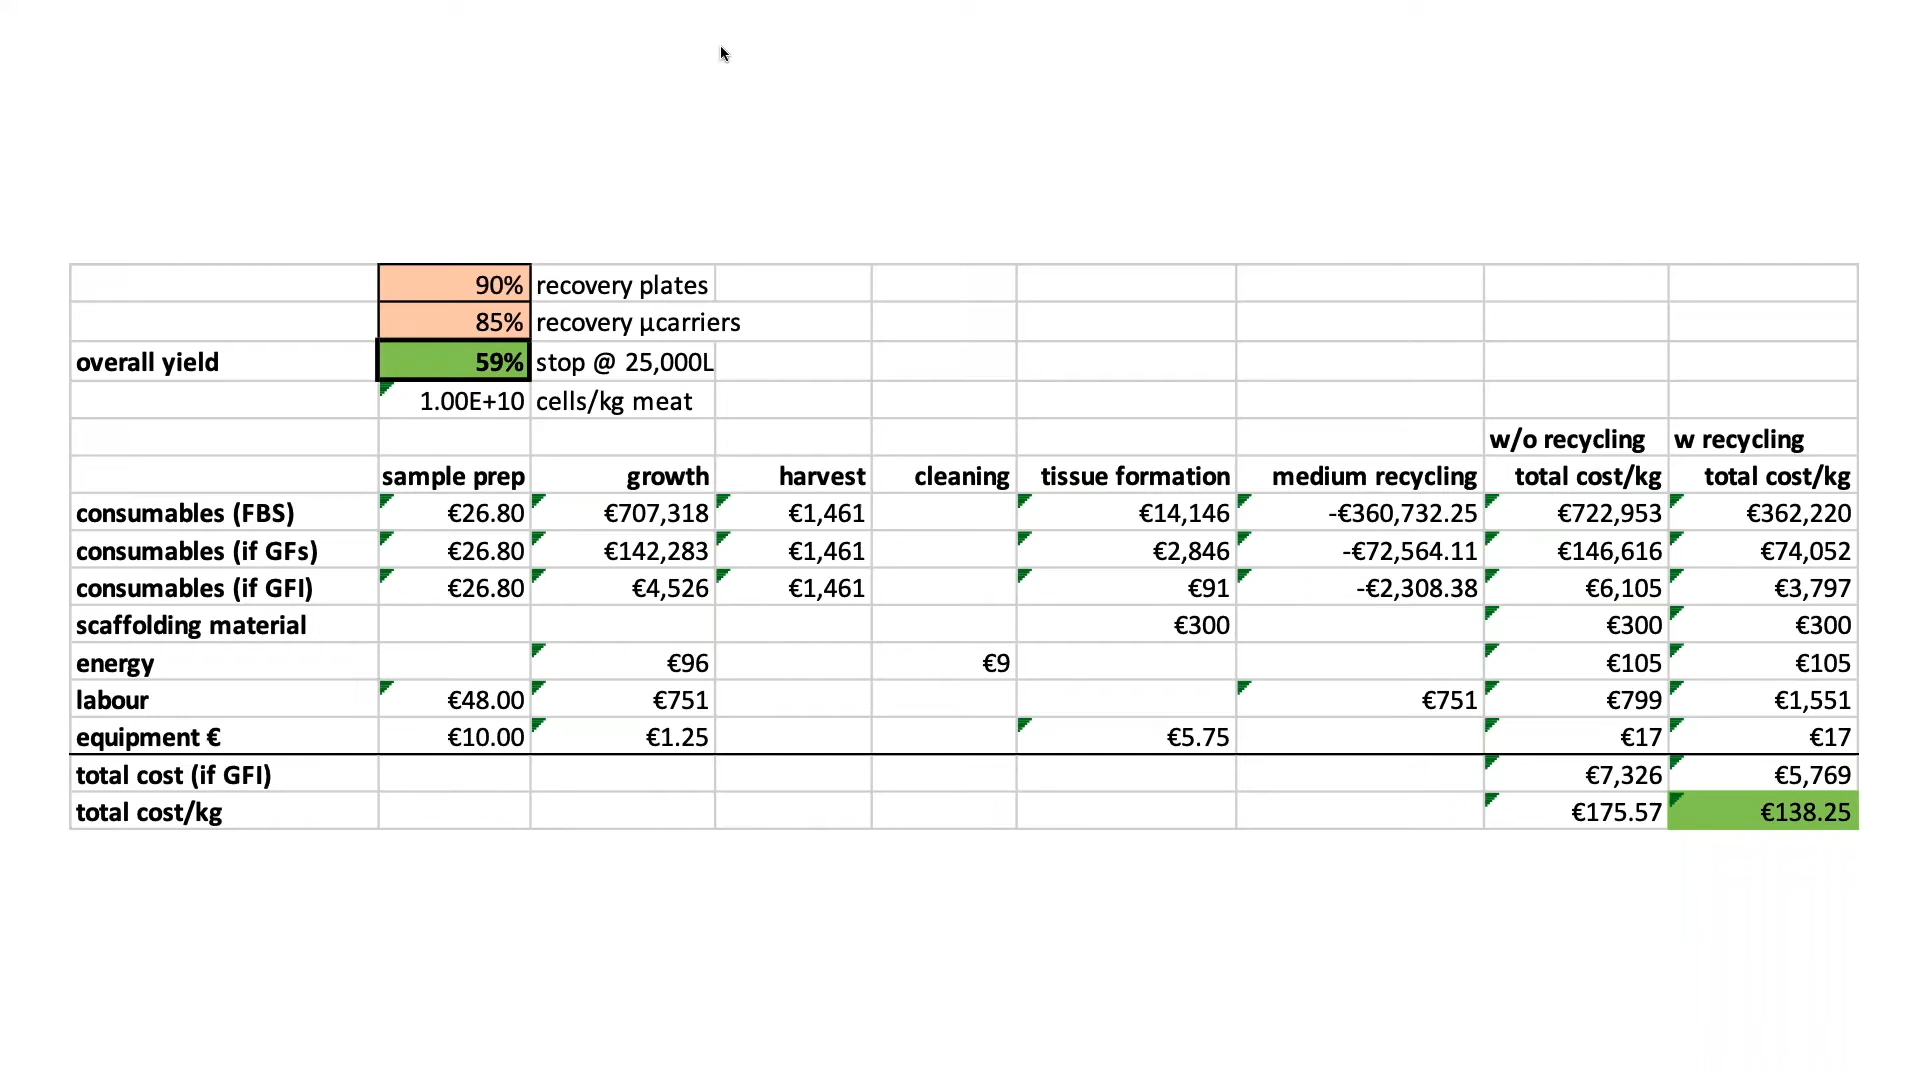 90% recovery plates
85% recovery µcarriers
overall yield 59% stop @ 25,000L
1.00E+10 cells/kg meat
w/o recycling w recycling
sample prep growth harvest cleaning tissue formation medium recycling total cost/kg total cost/kg
consumables (FBS) €26.80 €707,318 €1,461 €14,146 -€360,732.25 €722,953 €362,220
consumables (if GFs) €26.80 €142,283 €1,461 €2,846 -€72,564.11 €146,616 €74,052
consumables (if GFI) €26.80 €4,526 €1,461 €91 -€2,308.38 €6,105 €3,797
scaffolding material €300 €300 €300
energy €96 €9 €105 €105
labour €48.00 €751 €751 €799 €1,551
equipment € €10.00 €1.25 €5.75 €17 €17
total cost (if GFI) €7,326 €5,769
total cost/kg €175.57 €138.25